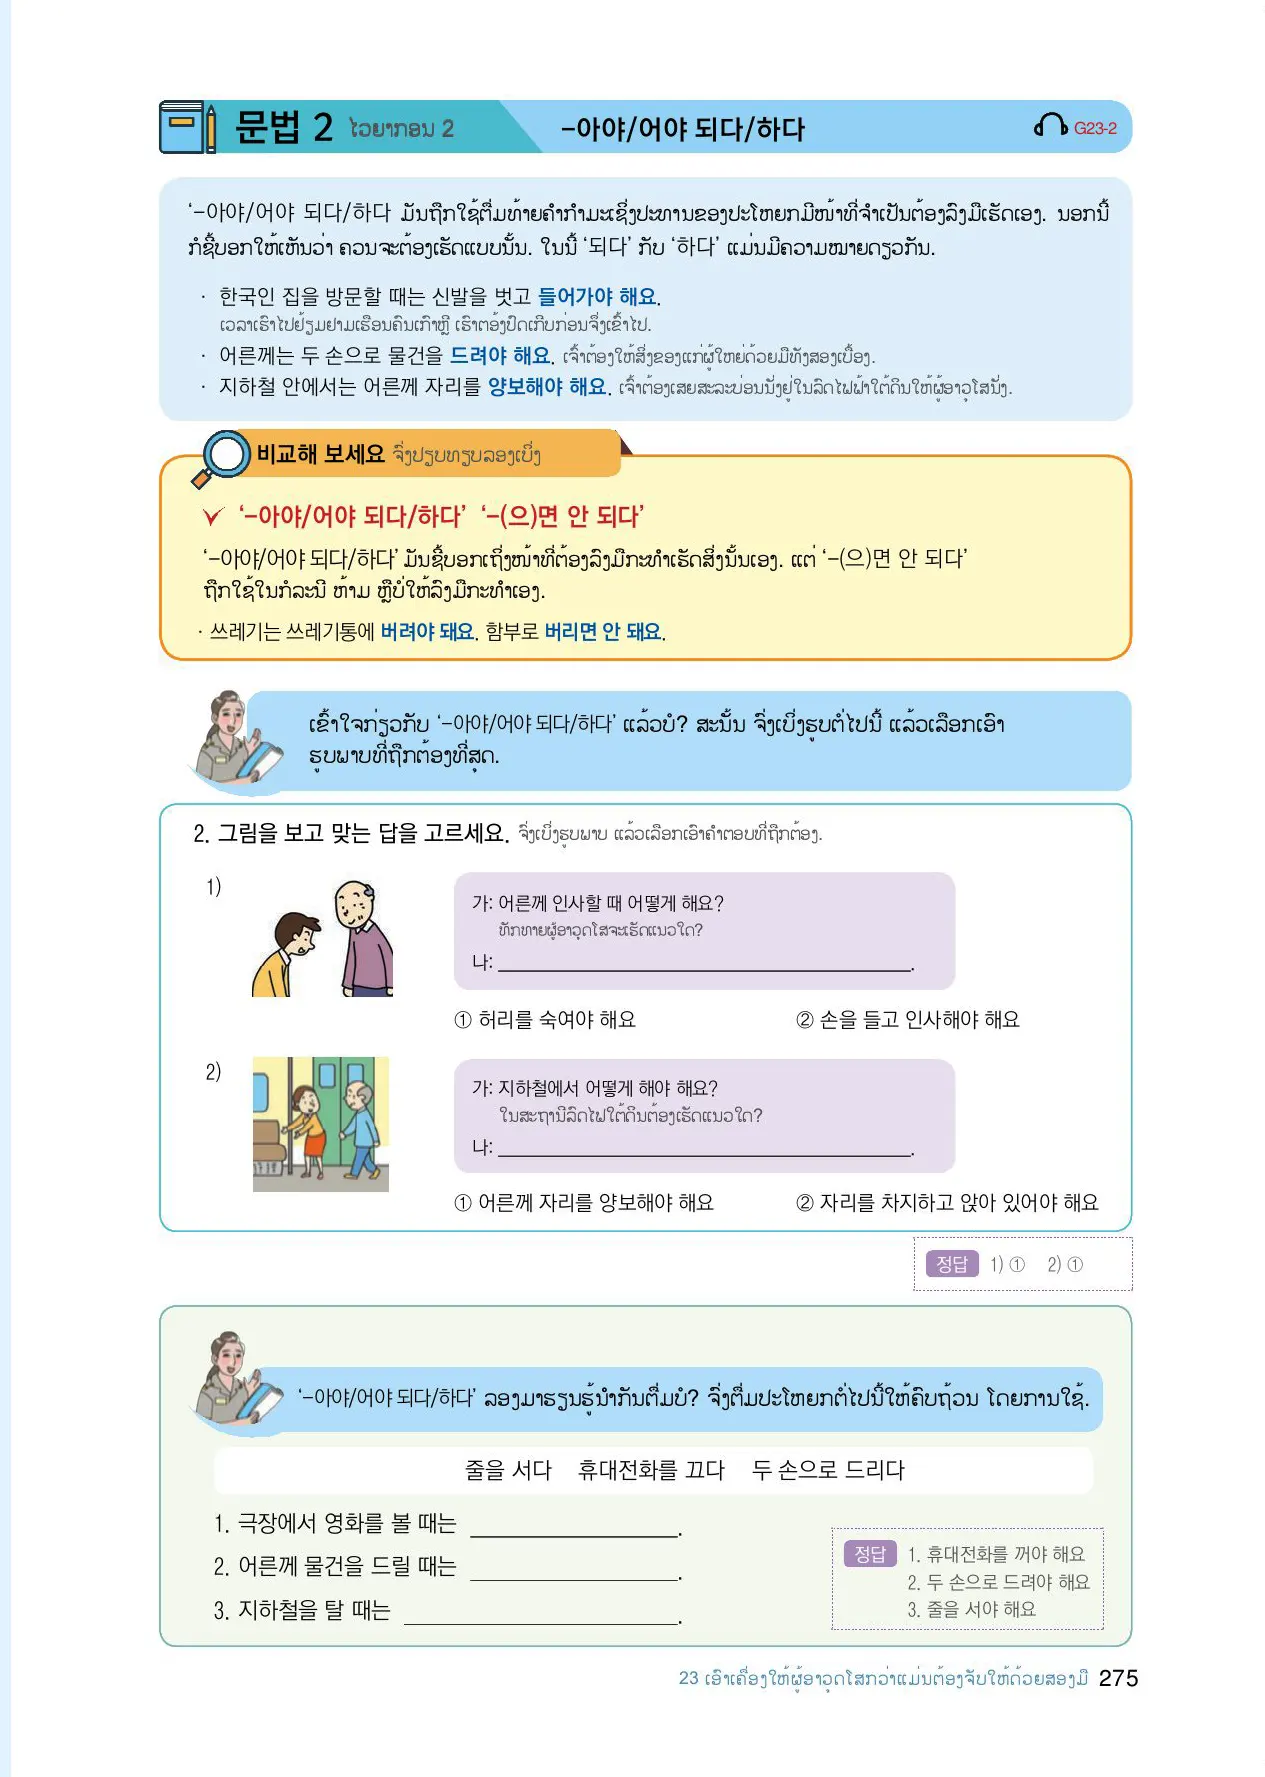 문법 2 ໄວຍາກອນ 2 -아야/어야 되다/하다 G23-2
‘-아야/어야 되다/하다 ມັນຖືກໃຊ້ຕື່ມທ້າຍຄຳກຳມະເຊິ່ງປະທານຂອງປະໂຫຍກມີໜ້າທີ່ຈຳເປັນຕ້ອງລົງມືເຮັດເອງ. ນອກນີ້
ກໍຊີ້ບອກໃຫ້ເຫັນວ່າ ຄວນຈະຕ້ອງເຮັດແບບນັ້ນ. ໃນນີ້ ‘되다’ ກັບ ‘하다’ ແມ່ນມີຄວາມໝາຍດຽວກັນ.
· 한국인 집을 방문할 때는 신발을 벗고 들어가야 해요.
ເວລາເຮົາໄປຢ້ຽມຢາມເຮືອນຄົນເກົາຫຼີ ເຮົາຕອ້ງປົດເກີບກ່ອນຈຶ່ງເຂົ້າໄປ.
· 어른께는 두 손으로 물건을 드려야 해요. ເຈົ້າຕ້ອງໃຫ້ສິ່ງຂອງແກ່ຜູ້ໃຫຍ່ດ້ວຍມືທັງສອງເບື້ອງ.
· 지하철 안에서는 어른께 자리를 양보해야 해요. ເຈົ້າຕ້ອງເສຍສະລະບ່ອນນັ່ງຢູ່ໃນລົດໄຟຟ້າໃຕ້ດິນໃຫ້ຜູ້ອາວຸໂສນັ່ງ.
비교해 보세요 ຈົ່ງປຽບທຽບລອງເບິ່ງ
‘-아야/어야 되다/하다’ ‘-(으)면 안 되다’
‘-아야/어야 되다/하다’ ມັນຊີ້ບອກເຖິ່ງໜ້າທີ່ຕ້ອງລົງມືກະທຳເຮັດສິ່ງນັ້ນເອງ. ແຕ່ ‘-(으)면 안 되다’
ຖືກໃຊ້ໃນກໍລະນີ ຫ້າມ ຫຼືບໍ່ໃຫ້ລົງມືກະທຳເອງ.
· 쓰레기는 쓰레기통에 버려야 돼요. 함부로 버리면 안 돼요.
ເຂົ້າໃຈກ່ຽວກັບ ‘-아야/어야 되다/하다’ ແລ້ວບໍ? ສະນັ້ນ ຈົ່ງເບິ່ງຮູບຕໍ່ໄປນີ້ ແລ້ວເລືອກເອົາ
ຮູບພາບທີ່ຖືກຕ້ອງທີ່ສຸດ.
2. 그림을 보고 맞는 답을 고르세요. ຈົ່ງເບິ່ງຮູບພາບ ແລ້ວເລືອກເອົາຄຳຕອບທີ່ຖືກຕ້ອງ.
1)
가: 어른께 인사할 때 어떻게 해요?
ທັກທາຍຜູ້ອາວຸດໂສຈະເຮັດແນວໃດ?
나: ____________________.
① 허리를 숙여야 해요 ② 손을 들고 인사해야 해요
2)
가: 지하철에서 어떻게 해야 해요?
ໃນສະຖານີລົດໄຟໃຕ້ດິນຕ້ອງເຮັດແນວໃດ?
나: ____________________.
① 어른께 자리를 양보해야 해요 ② 자리를 차지하고 앉아 있어야 해요
정답 1) ① 2) ①
‘-아야/어야 되다/하다’ ລອງມາຮຽນຮູ້ນຳກັນຕື່ມບໍ? ຈົ່ງຕື່ມປະໂຫຍກຕໍ່ໄປນີ້ໃຫ້ຄົບຖ້ວນ ໂດຍການໃຊ້.
줄을 서다 휴대전화를 끄다 두 손으로 드리다
1. 극장에서 영화를 볼 때는 ____________________.
2. 어른께 물건을 드릴 때는 ____________________.
3. 지하철을 탈 때는 ____________________.
정답 1. 휴대전화를 꺼야 해요
2. 두 손으로 드려야 해요
3. 줄을 서야 해요
23 ເອົາເຄື່ອງໃຫ້ຜູ້ອາວຸດໂສກວ່າແມ່ນຕ້ອງຈັບໃຫ້ດ້ວຍສອງມື 275